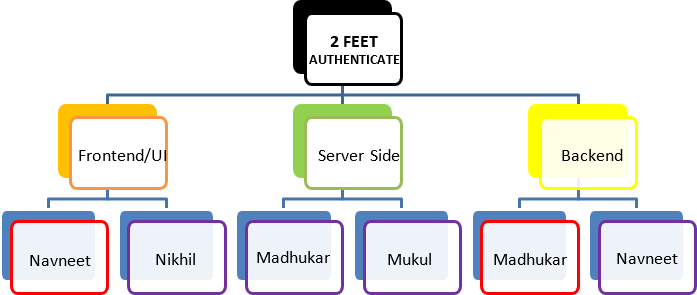 2 FEET
AUTHENTICATE
Frontend/UI
Server Side
Backend
Navneet
Nikhil
Madhukar
Mukul
Madhukar
Navneet